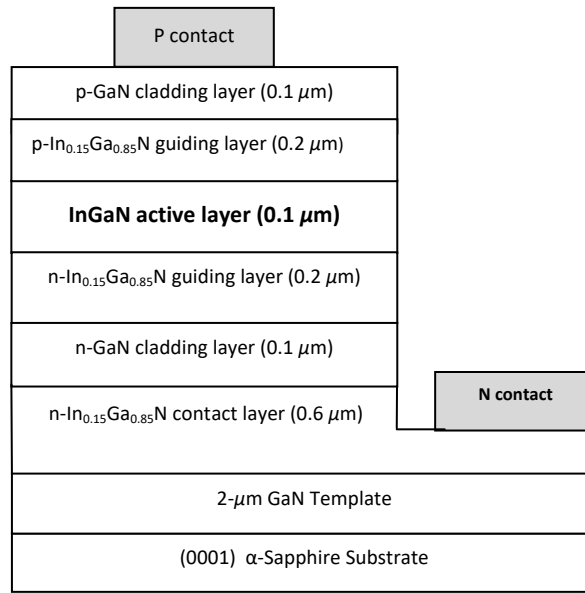 P contact
p-GaN cladding layer (0.1 μm)
p-In₀.₁₅Ga₀.₈₅N guiding layer (0.2 μm)
InGaN active layer (0.1 μm)
n-In₀.₁₅Ga₀.₈₅N guiding layer (0.2 μm)
n-GaN cladding layer (0.1 μm)
N contact
n-In₀.₁₅Ga₀.₈₅N contact layer (0.6 μm)
2-μm GaN Template
(0001) α-Sapphire Substrate